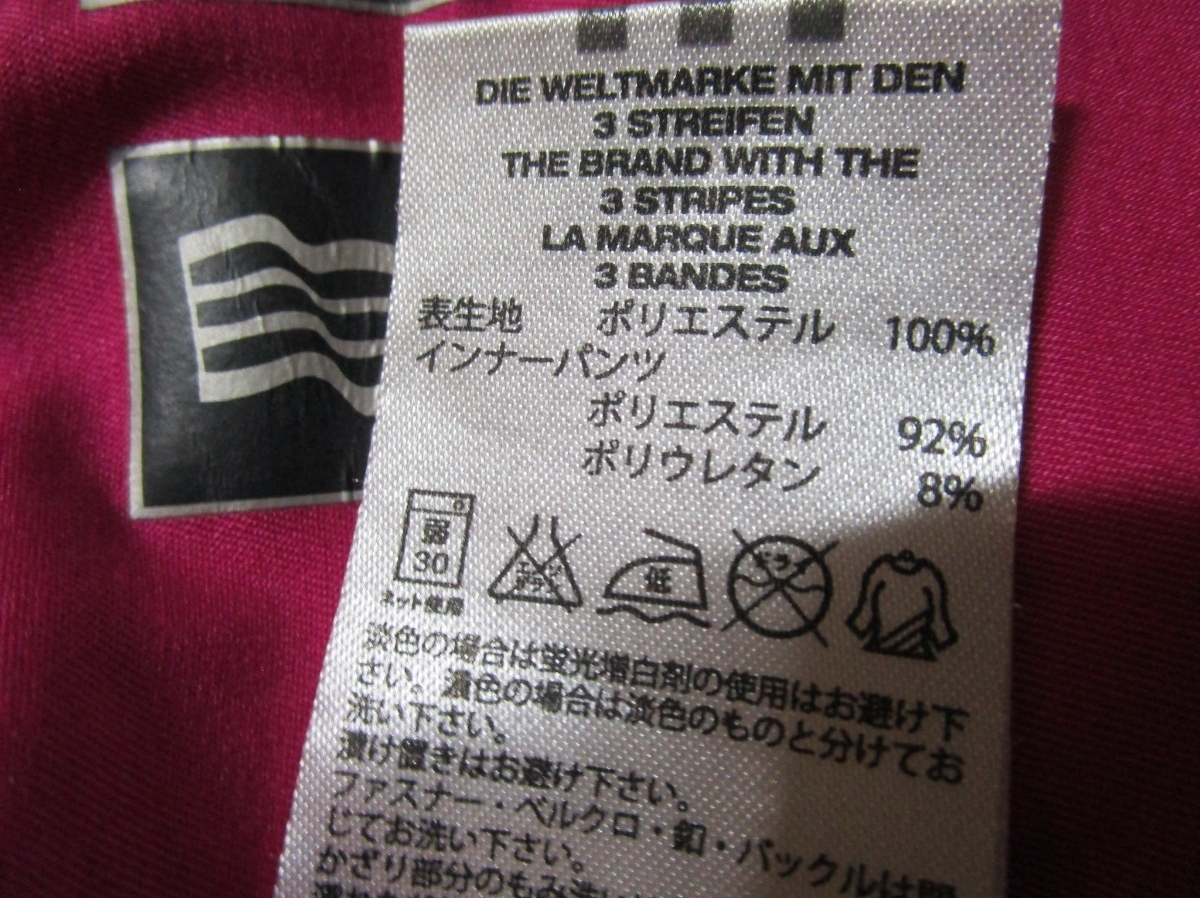 DIE WELTMARKE MIT DEN
3 STREIFEN
THE BRAND WITH THE
3 STRIPES
LA MARQUE AUX
3 BANDES
表生地 ポリエステル 100%
インナーパンツ
ポリエステル 92%
ポリウレタン 8%
弱
30
ネット使用
低
ドライ
淡色の場合は蛍光増白剤の使用はお避け下
さい。濃色の場合は淡色のものと分けてお
洗い下さい。
漬け置きはお避け下さい。
ファスナー・ベルクロ・釦・バックルは閉
じてお洗い下さい。
かざり部分のもみ洗い